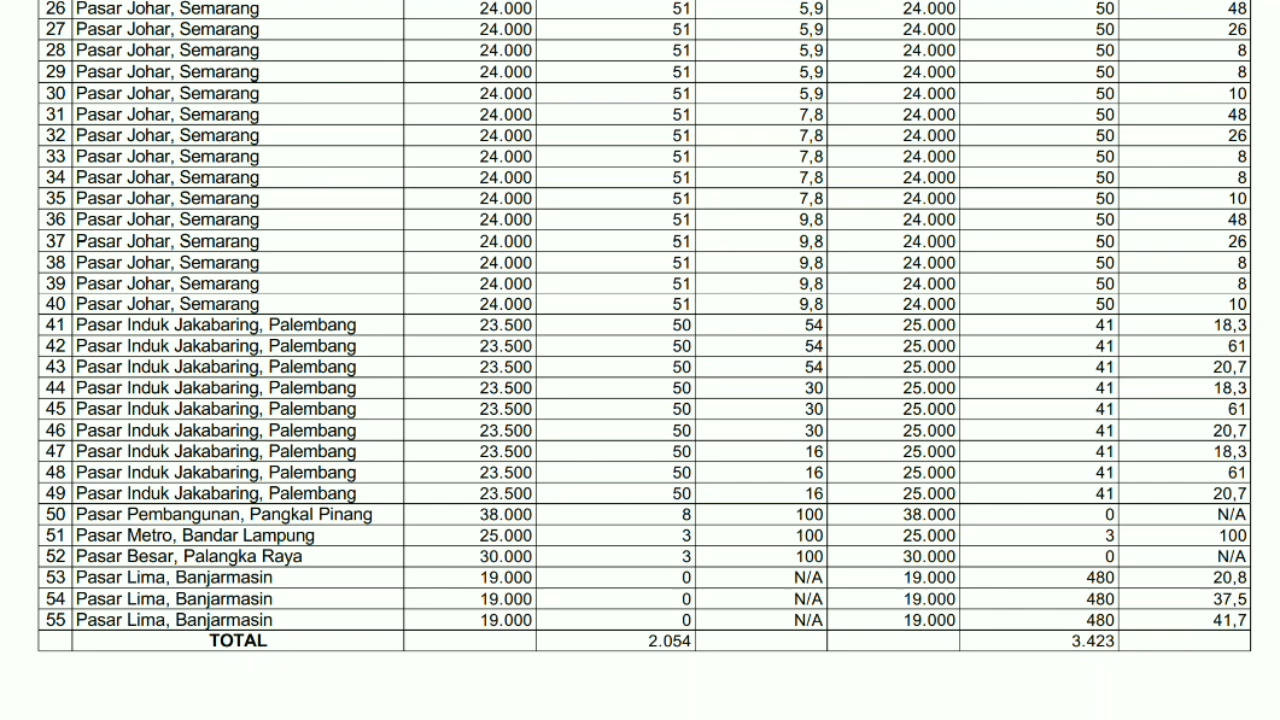 26 Pasar Johar, Semarang 24.000 51 5,9 24.000 50 48
27 Pasar Johar, Semarang 24.000 51 5,9 24.000 50 26
28 Pasar Johar, Semarang 24.000 51 5,9 24.000 50 8
29 Pasar Johar, Semarang 24.000 51 5,9 24.000 50 8
30 Pasar Johar, Semarang 24.000 51 5,9 24.000 50 10
31 Pasar Johar, Semarang 24.000 51 7,8 24.000 50 48
32 Pasar Johar, Semarang 24.000 51 7,8 24.000 50 26
33 Pasar Johar, Semarang 24.000 51 7,8 24.000 50 8
34 Pasar Johar, Semarang 24.000 51 7,8 24.000 50 8
35 Pasar Johar, Semarang 24.000 51 7,8 24.000 50 10
36 Pasar Johar, Semarang 24.000 51 9,8 24.000 50 48
37 Pasar Johar, Semarang 24.000 51 9,8 24.000 50 26
38 Pasar Johar, Semarang 24.000 51 9,8 24.000 50 8
39 Pasar Johar, Semarang 24.000 51 9,8 24.000 50 8
40 Pasar Johar, Semarang 24.000 51 9,8 24.000 50 10
41 Pasar Induk Jakabaring, Palembang 23.500 50 54 25.000 41 18,3
42 Pasar Induk Jakabaring, Palembang 23.500 50 54 25.000 41 61
43 Pasar Induk Jakabaring, Palembang 23.500 50 54 25.000 41 20,7
44 Pasar Induk Jakabaring, Palembang 23.500 50 30 25.000 41 18,3
45 Pasar Induk Jakabaring, Palembang 23.500 50 30 25.000 41 61
46 Pasar Induk Jakabaring, Palembang 23.500 50 30 25.000 41 20,7
47 Pasar Induk Jakabaring, Palembang 23.500 50 16 25.000 41 18,3
48 Pasar Induk Jakabaring, Palembang 23.500 50 16 25.000 41 61
49 Pasar Induk Jakabaring, Palembang 23.500 50 16 25.000 41 20,7
50 Pasar Pembangunan, Pangkal Pinang 38.000 8 100 38.000 0 N/A
51 Pasar Metro, Bandar Lampung 25.000 3 100 25.000 3 100
52 Pasar Besar, Palangka Raya 30.000 3 100 30.000 0 N/A
53 Pasar Lima, Banjarmasin 19.000 0 N/A 19.000 480 20,8
54 Pasar Lima, Banjarmasin 19.000 0 N/A 19.000 480 37,5
55 Pasar Lima, Banjarmasin 19.000 0 N/A 19.000 480 41,7
TOTAL 2.054 3.423